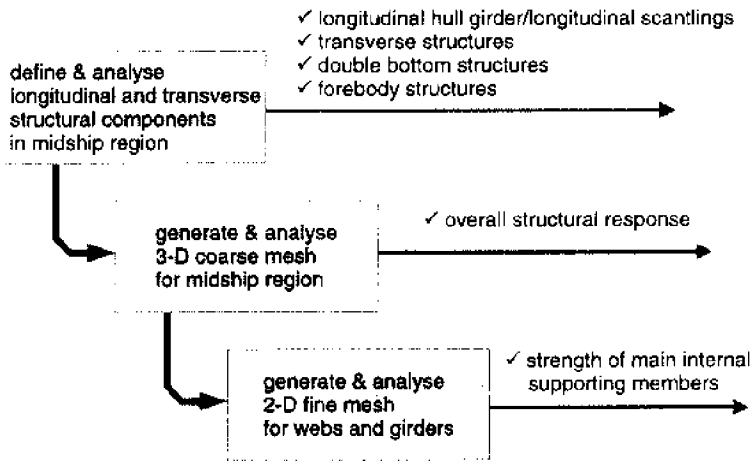 ✓ longitudinal hull girder/longitudinal scantlings
✓ transverse structures
✓ double bottom structures
✓ forebody structures
define & analyse
longitudinal and transverse
structural components
in midship region
generate & analyse
3-D coarse mesh
for midship region
✓ overall structural response
generate & analyse
2-D fine mesh
for webs and girders
✓ strength of main internal
supporting members